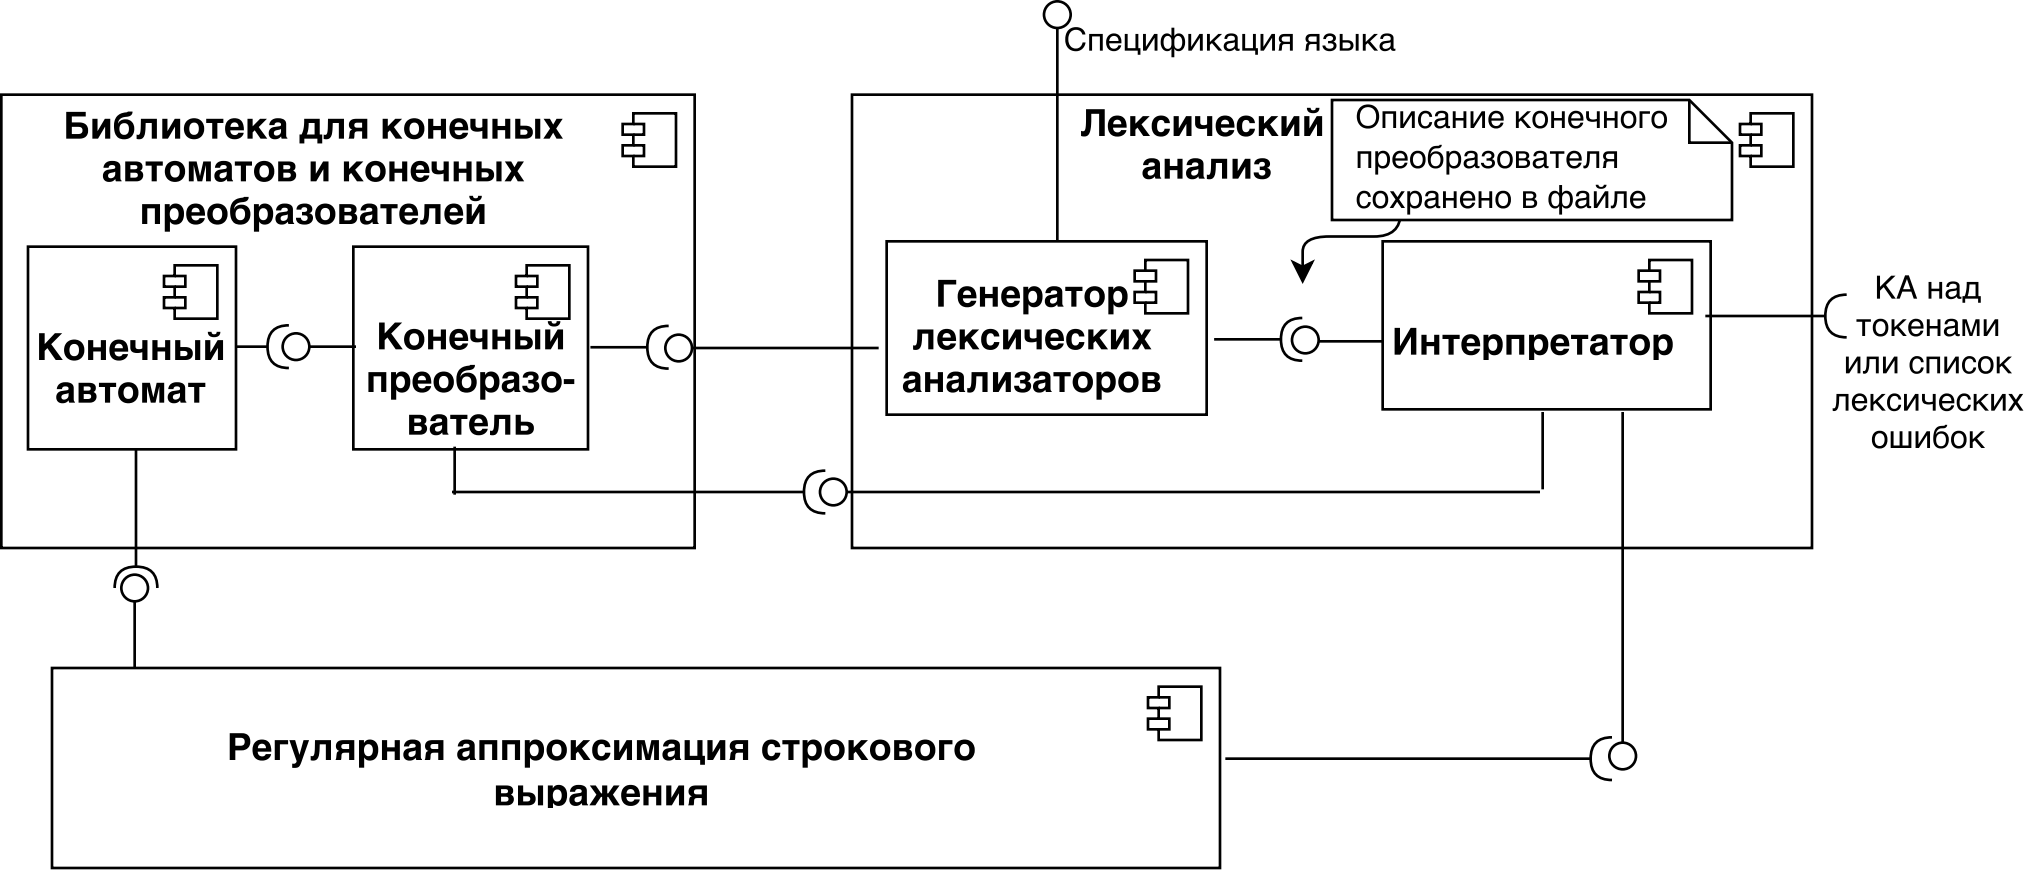 Спецификация языка
Библиотека для конечных
автоматов и конечных
преобразователей
Конечный
автомат
Конечный
преобразо-
ватель
Лексический
анализ
Описание конечного
преобразователя
сохранено в файле
Генератор
лексических
анализаторов
Интерпретатор
КА над
токенами
или список
лексических
ошибок
Регулярная аппроксимация строкового
выражения